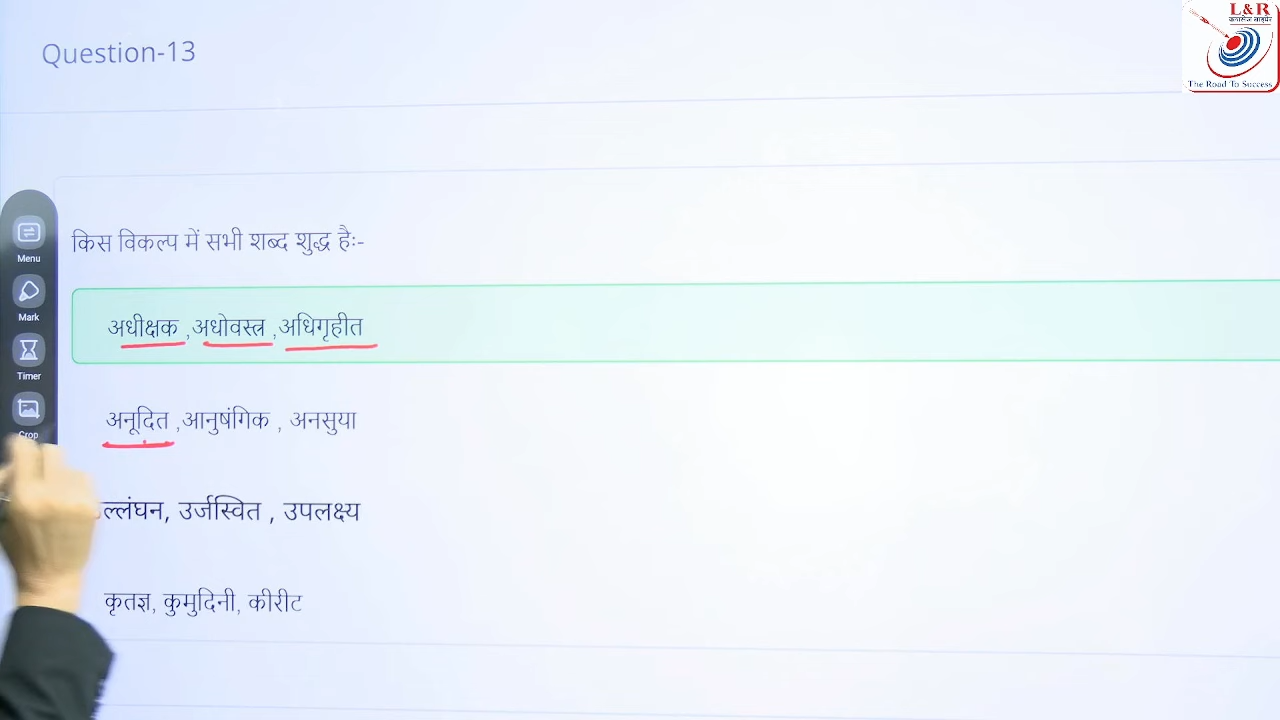 L&R
The Road To Success
Question-13
Menu
Mark
Timer
Crop
किस विकल्प में सभी शब्द शुद्ध हैः-
अधीक्षक ,अधोवस्त्र ,अधिगृहीत
अनूदित ,आनुषंगिक , अनसुया
उर्जस्वित , उपलक्ष्य
कृतज्ञ, कुमुदिनी, कीरीट